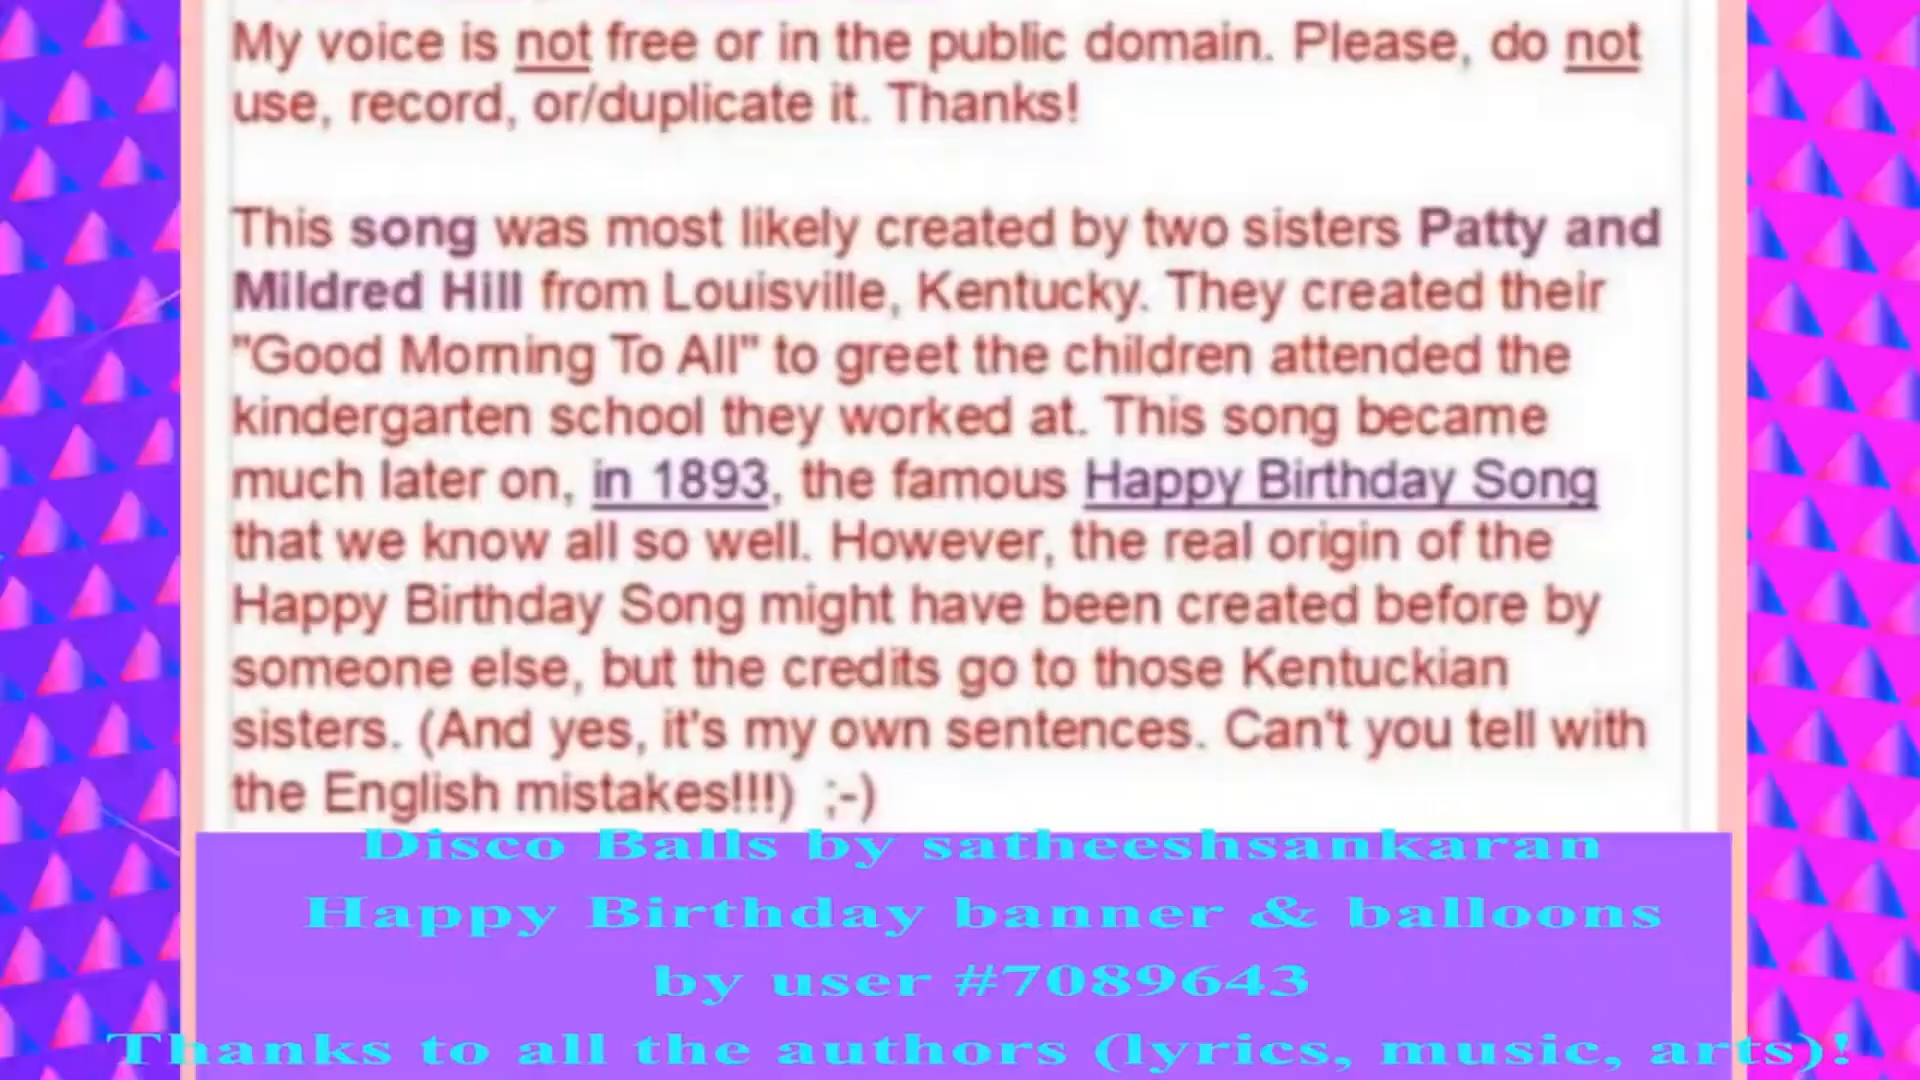 My voice is not free or in the public domain. Please, do not
use, record, or/duplicate it. Thanks!
This song was most likely created by two sisters Patty and
Mildred Hill from Louisville, Kentucky. They created their
"Good Morning To All" to greet the children attended the
kindergarten school they worked at. This song became
much later on, in 1893, the famous Happy Birthday Song
that we know all so well. However, the real origin of the
Happy Birthday Song might have been created before by
someone else, but the credits go to those Kentuckian
sisters. (And yes, it's my own sentences. Can't you tell with
the English mistakes!!!) ;-)
Disco Balls by satheeshsankaran
Happy Birthday banner & balloons
by user #7089643
Thanks to all the authors (lyrics, music, arts)!